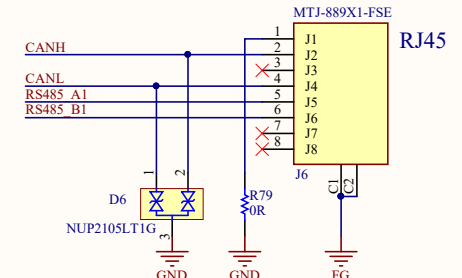 MTJ-889X1-FSE
RJ45
1 J1
CANH 2 J2
3 J3
CANL 4 J4
RS485_A1 5 J5
RS485_B1 6 J6
7 J7
8 J8
J6
C1 C2
1 2
D6
R79
0R
NUP2105LT1G
3
GND GND FG